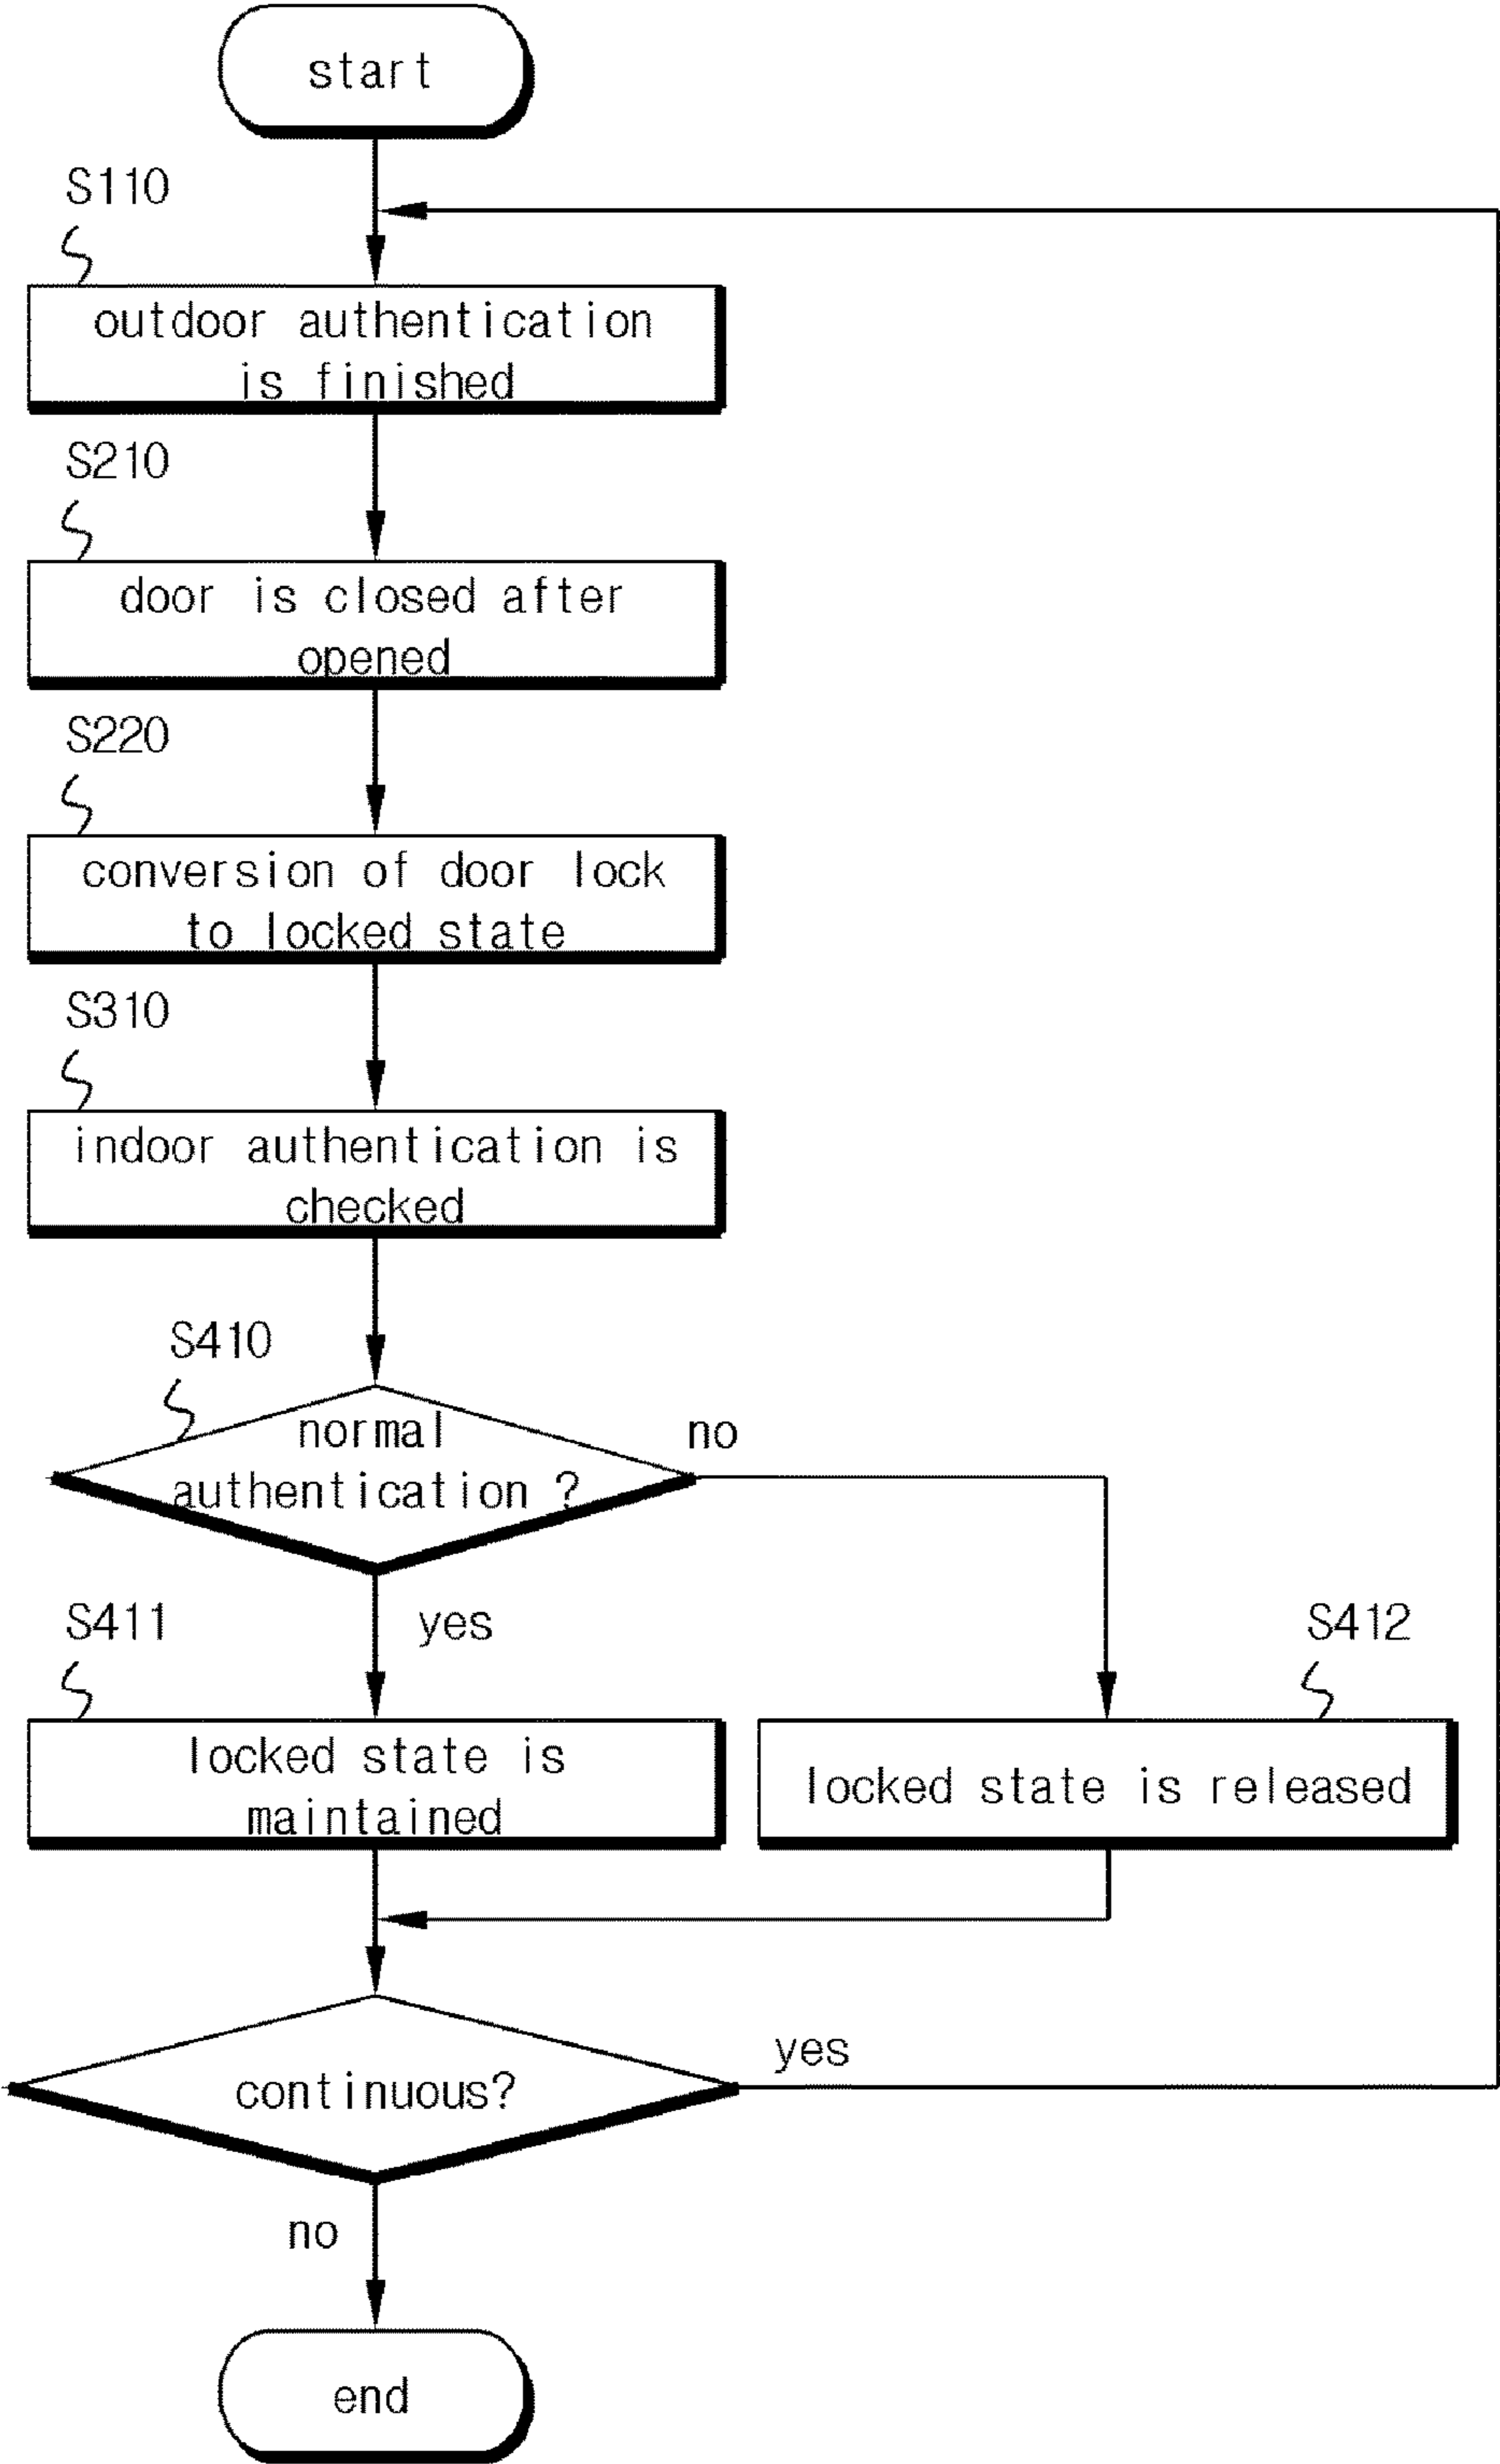 start
S110
outdoor authentication
is finished
S210
door is closed after
opened
S220
conversion of door lock
to locked state
S310
indoor authentication is
checked
S410
normal
authentication ?
no
yes
S411
locked state is
maintained
S412
locked state is released
continuous?
yes
no
end